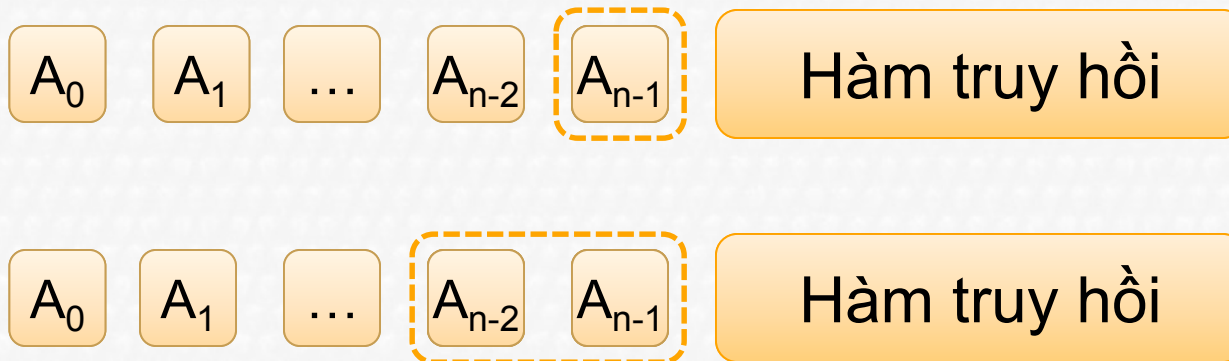 A₀ A₁ … Aₙ₋₂ Aₙ₋₁ Hàm truy hồi
A₀ A₁ … Aₙ₋₂ Aₙ₋₁ Hàm truy hồi